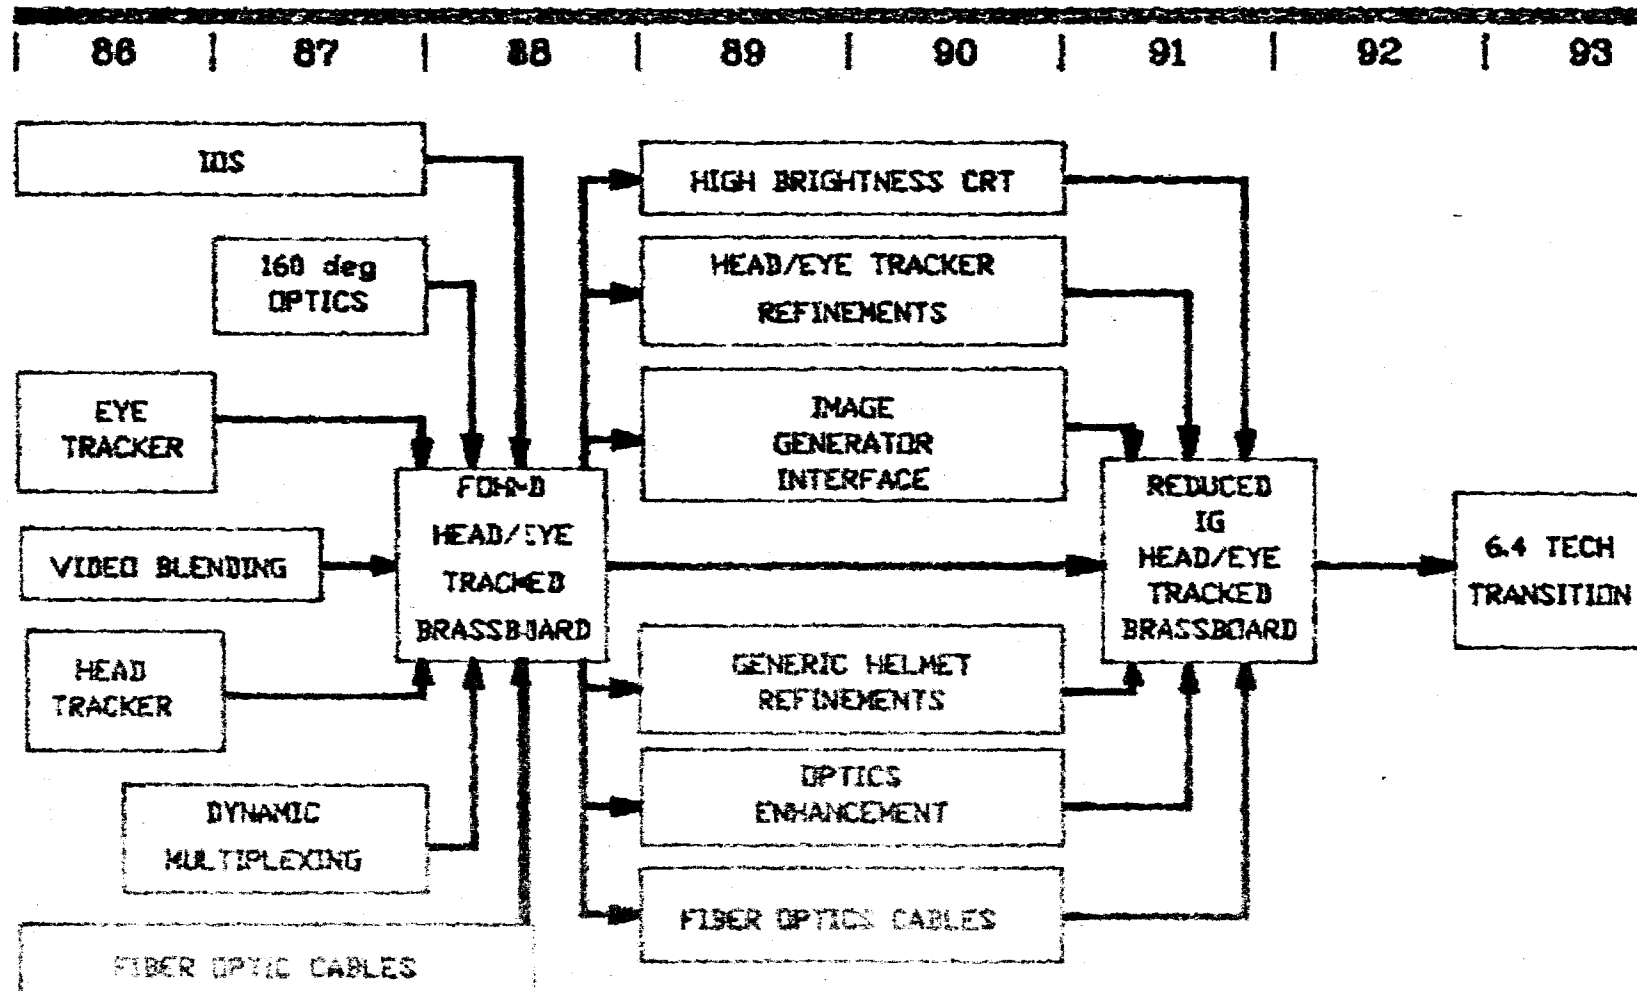 86 87 88 89 90 91 92 93
IOS
160 deg
OPTICS
EYE
TRACKER
VIDEO BLENDING
HEAD
TRACKER
DYNAMIC
MULTIPLEXING
FIBER OPTIC CABLES
FOHMD
HEAD/EYE
TRACKED
BRASSBOARD
HIGH BRIGHTNESS CRT
HEAD/EYE TRACKER
REFINEMENTS
IMAGE
GENERATOR
INTERFACE
GENERIC HELMET
REFINEMENTS
OPTICS
ENHANCEMENT
FIBER OPTICS CABLES
REDUCED
IG
HEAD/EYE
TRACKED
BRASSBOARD
6.4 TECH
TRANSITION